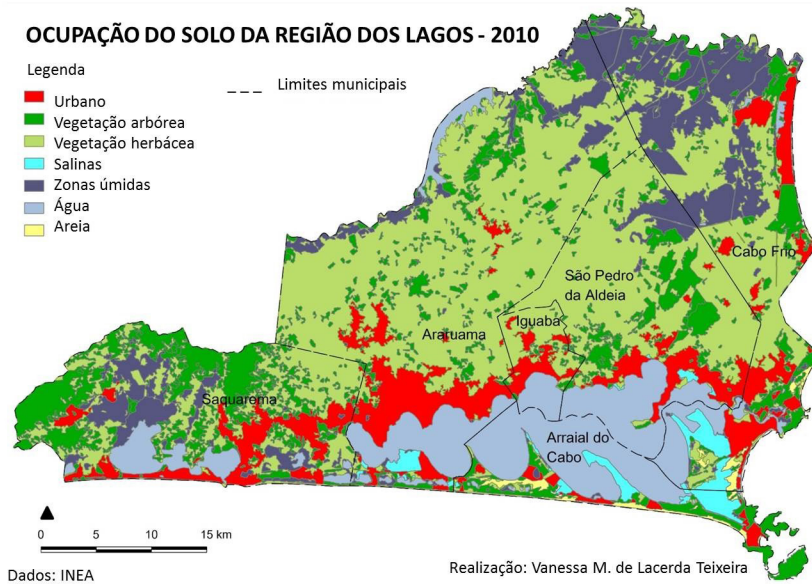 OCUPAÇÃO DO SOLO DA REGIÃO DOS LAGOS - 2010
Legenda
Limites municipais
Urbano
Vegetação arbórea
Vegetação herbácea
Salinas
Zonas úmidas
Água
Areia
Cabo Frio
São Pedro
da Aldeia
Iguaba
Araruama
Saquarema
Arraial do
Cabo
0 5 10 15 km
Dados: INEA
Realização: Vanessa M. de Lacerda Teixeira